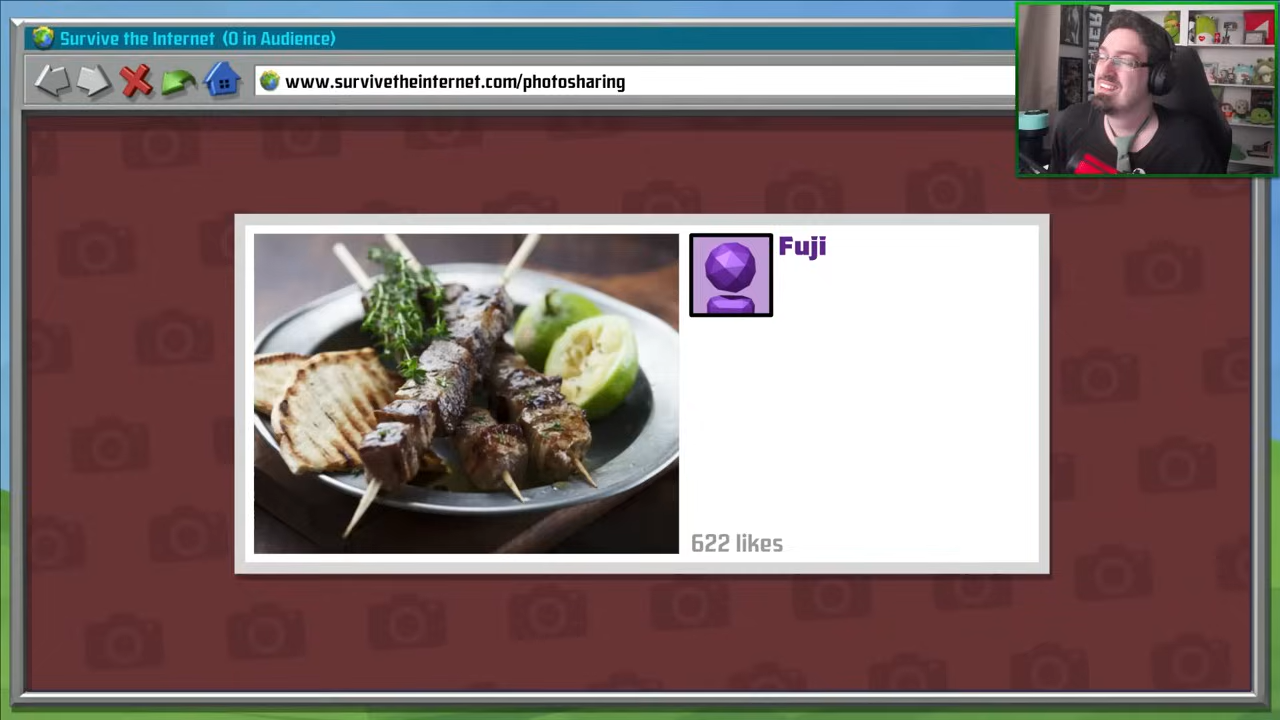 Survive the Internet (0 in Audience)
www.survivetheinternet.com/photosharing
Fuji
622 likes